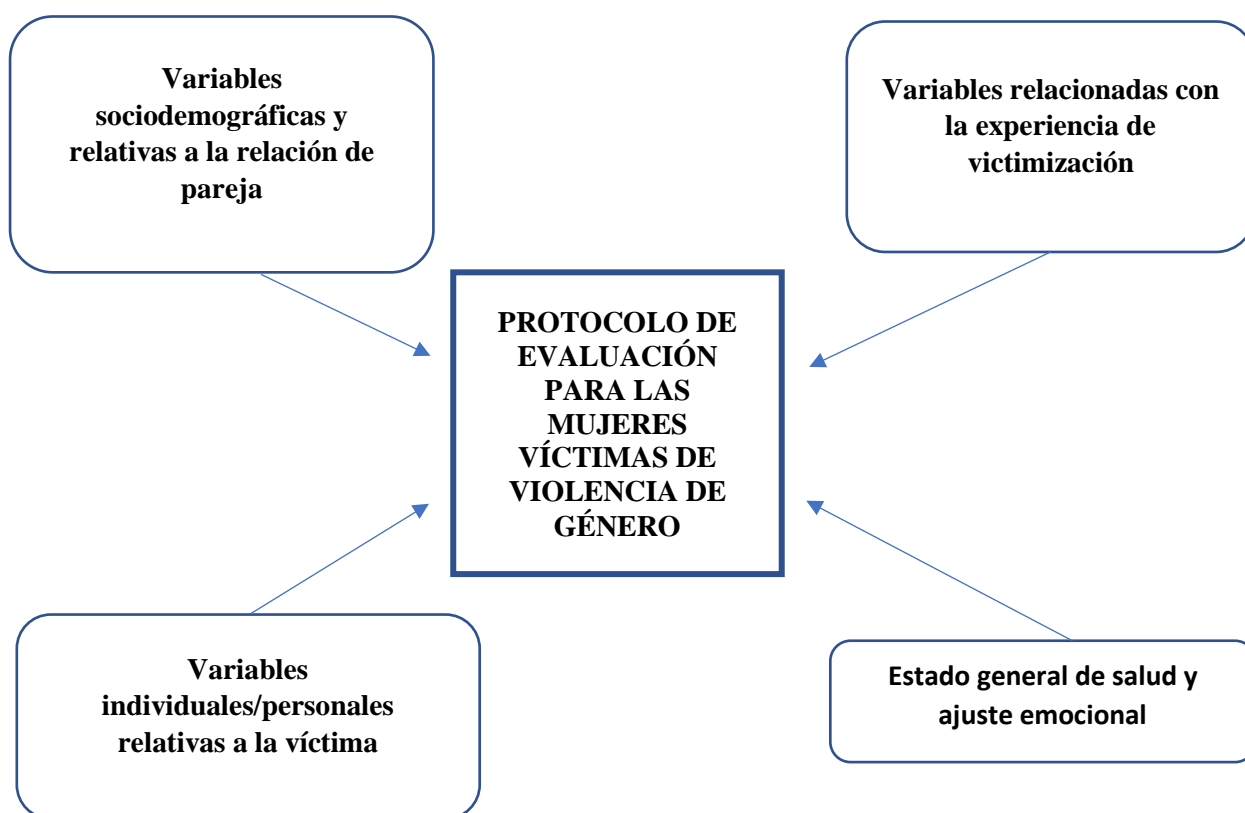 Variables
sociodemográficas y
relativas a la relación de
pareja
Variables relacionadas con
la experiencia de
victimización
PROTOCOLO DE
EVALUACIÓN
PARA LAS
MUJERES
VÍCTIMAS DE
VIOLENCIA DE
GÉNERO
Variables
individuales/personales
relativas a la víctima
Estado general de salud y
ajuste emocional